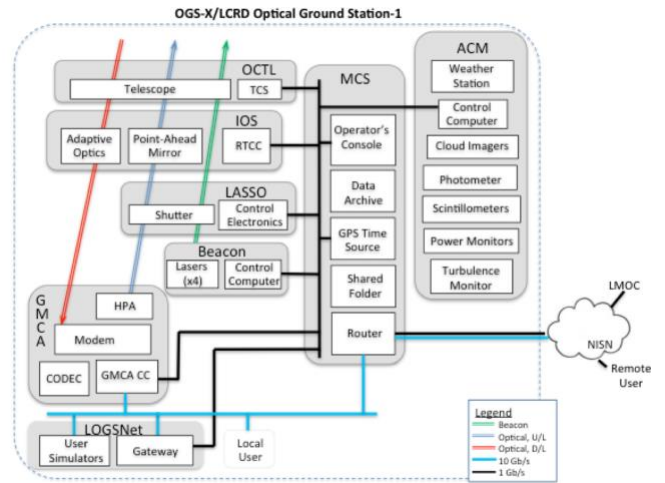 OGS-X/LCRD Optical Ground Station-1
OCTL
Telescope
TCS
IOS
Adaptive
Optics
Point-Ahead
Mirror
RTCC
LASSO
Shutter
Control
Electronics
Beacon
Lasers
(x4)
Control
Computer
G
M
C
A
HPA
Modem
CODEC
GMCA CC
LOGSNet
User
Simulators
Gateway
Local
User
MCS
Operator's
Console
Data
Archive
GPS Time
Source
Shared
Folder
Router
ACM
Weather
Station
Control
Computer
Cloud Imagers
Photometer
Scintillometers
Power Monitors
Turbulence
Monitor
LMOC
NISN
Remote
User
Legend
Beacon
Optical, U/L
Optical, D/L
10 Gb/s
1 Gb/s